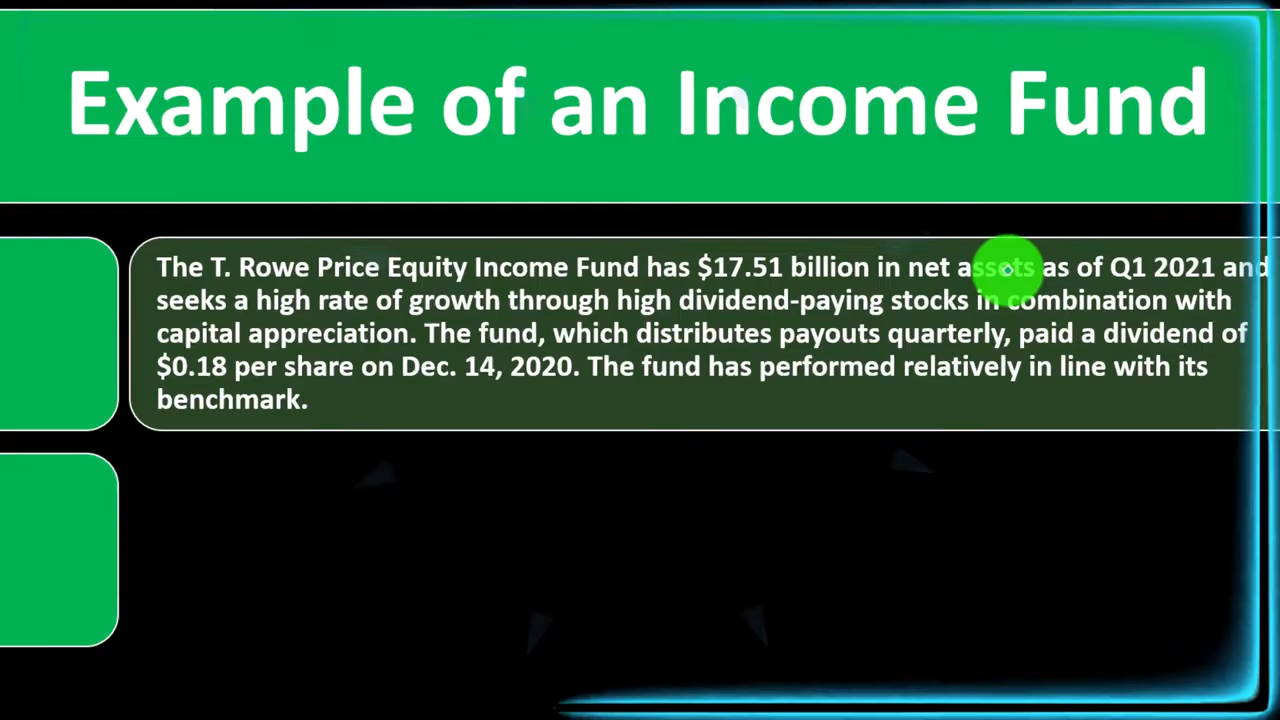 Example of an Income Fund
The T. Rowe Price Equity Income Fund has $17.51 billion in net assets as of Q1 2021 and
seeks a high rate of growth through high dividend-paying stocks in combination with
capital appreciation. The fund, which distributes payouts quarterly, paid a dividend of
$0.18 per share on Dec. 14, 2020. The fund has performed relatively in line with its
benchmark.